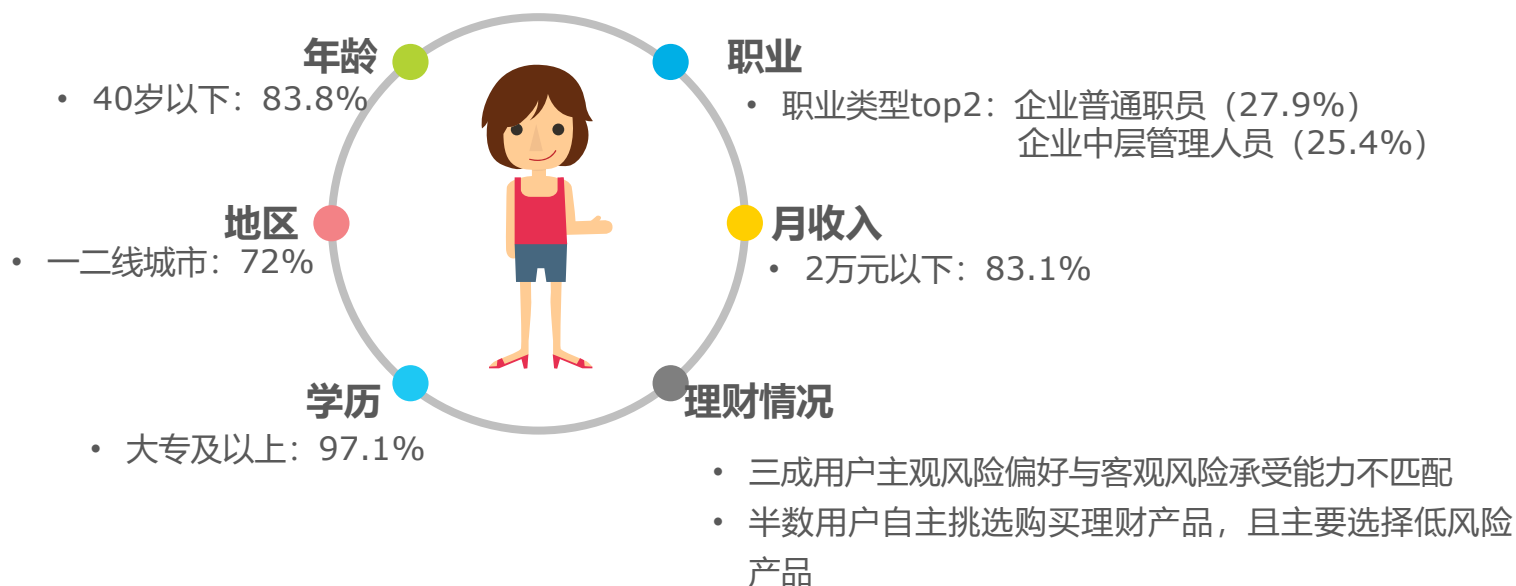 年龄
• 40岁以下：83.8%
地区
• 一二线城市：72%
学历
• 大专及以上：97.1%
职业
• 职业类型top2：企业普通职员（27.9%）
企业中层管理人员（25.4%）
月收入
• 2万元以下：83.1%
理财情况
• 三成用户主观风险偏好与客观风险承受能力不匹配
• 半数用户自主挑选购买理财产品，且主要选择低风险
产品